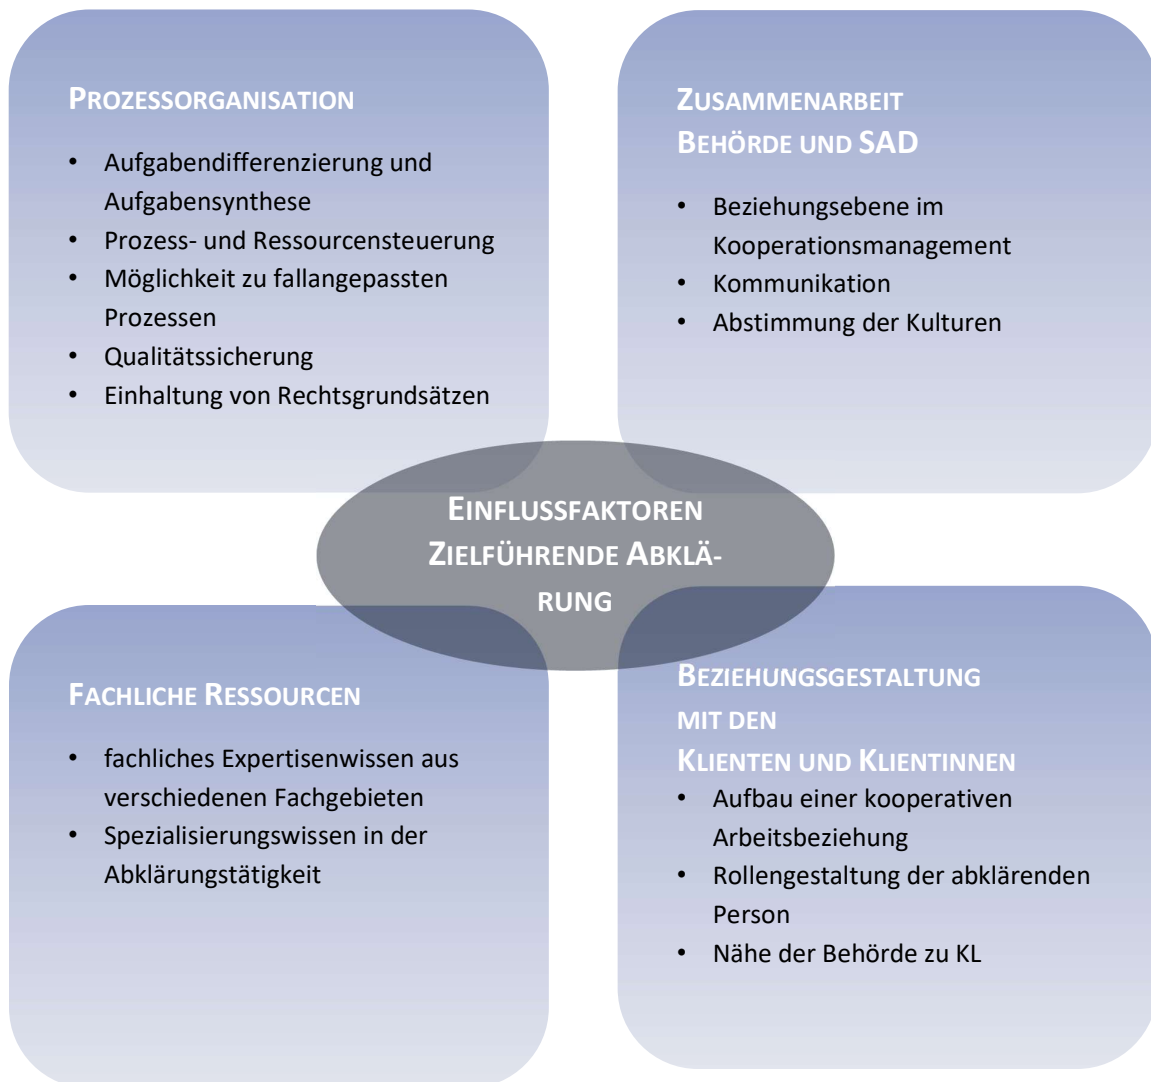 PROZESSORGANISATION
• Aufgabendifferenzierung und
Aufgabensynthese
• Prozess- und Ressourcensteuerung
• Möglichkeit zu fallangepassten
Prozessen
• Qualitätssicherung
• Einhaltung von Rechtsgrundsätzen
ZUSAMMENARBEIT
BEHÖRDE UND SAD
• Beziehungsebene im
Kooperationsmanagement
• Kommunikation
• Abstimmung der Kulturen
EINFLUSSFAKTOREN
ZIELFÜHRENDE ABKLÄ-
RUNG
FACHLICHE RESSOURCEN
• fachliches Expertisenwissen aus
verschiedenen Fachgebieten
• Spezialisierungswissen in der
Abklärungstätigkeit
BEZIEHUNGSGESTALTUNG
MIT DEN
KLIENTEN UND KLIENTINNEN
• Aufbau einer kooperativen
Arbeitsbeziehung
• Rollengestaltung der abklärenden
Person
• Nähe der Behörde zu KL